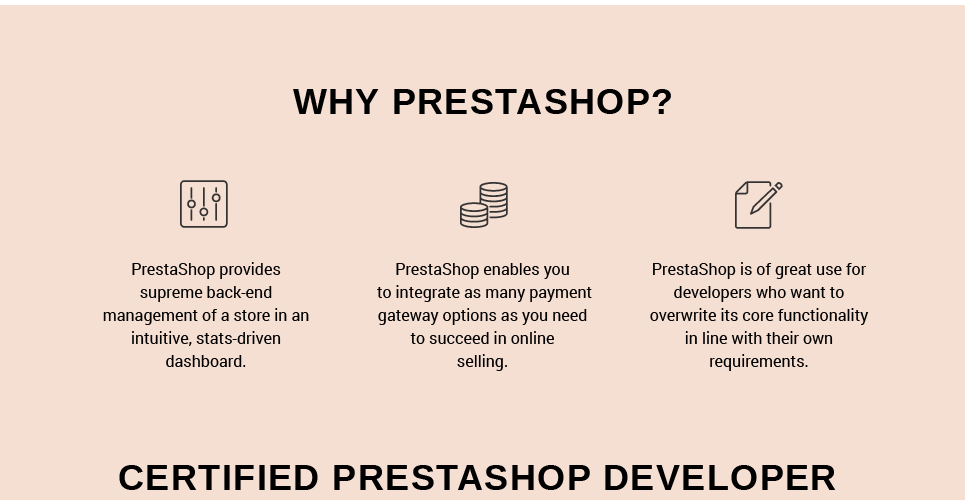 WHY PRESTASHOP?
PrestaShop provides
supreme back-end
management of a store in an
intuitive, stats-driven
dashboard.
PrestaShop enables you
to integrate as many payment
gateway options as you need
to succeed in online
selling.
PrestaShop is of great use for
developers who want to
overwrite its core functionality
in line with their own
requirements.
CERTIFIED PRESTASHOP DEVELOPER